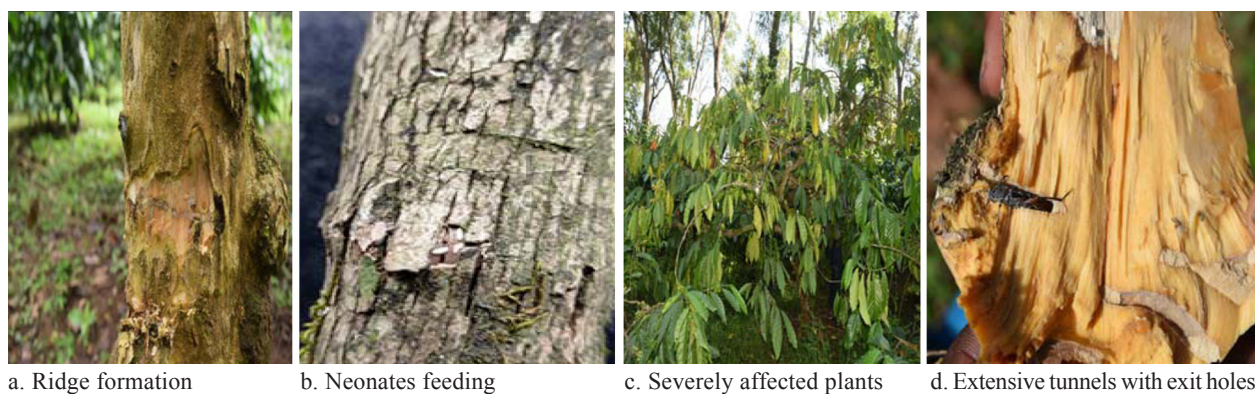 a. Ridge formation
b. Neonates feeding
c. Severely affected plants
d. Extensive tunnels with exit holes